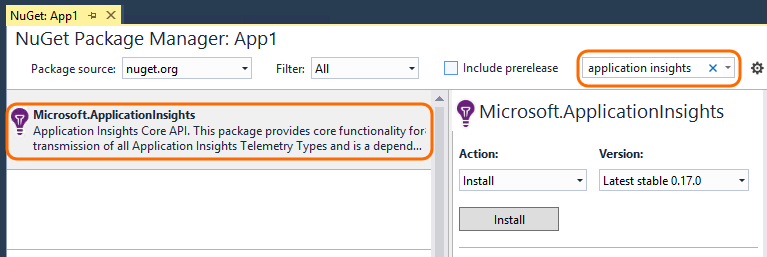 NuGet: App1
NuGet Package Manager: App1
Package source: nuget.org Filter: All Include prerelease application insights
Microsoft.ApplicationInsights
Application Insights Core API. This package provides core functionality for
transmission of all Application Insights Telemetry Types and is a depend...
Microsoft.ApplicationInsights
Action: Version:
Install Latest stable 0.17.0
Install